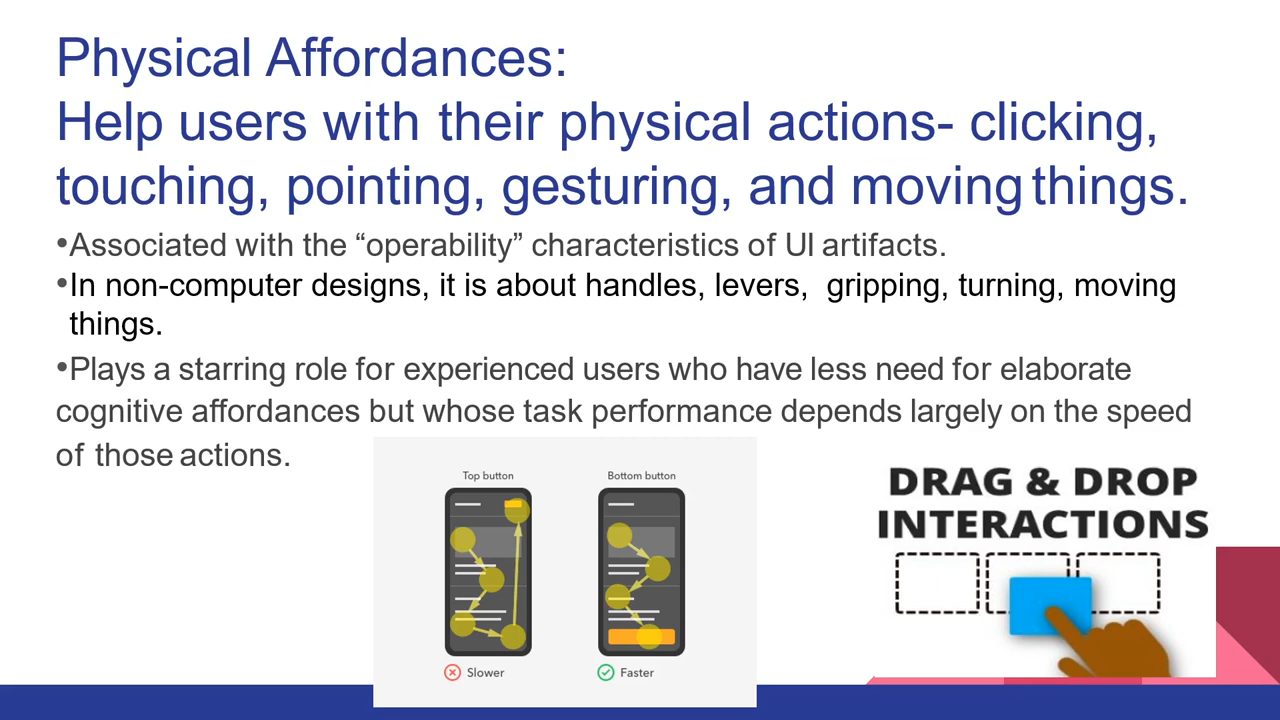 Physical Affordances:
Help users with their physical actions- clicking,
touching, pointing, gesturing, and moving things.
•Associated with the “operability” characteristics of UI artifacts.
•In non-computer designs, it is about handles, levers, gripping, turning, moving
things.
•Plays a starring role for experienced users who have less need for elaborate
cognitive affordances but whose task performance depends largely on the speed
of those actions.
Top button
Bottom button
Slower
Faster
DRAG & DROP
INTERACTIONS